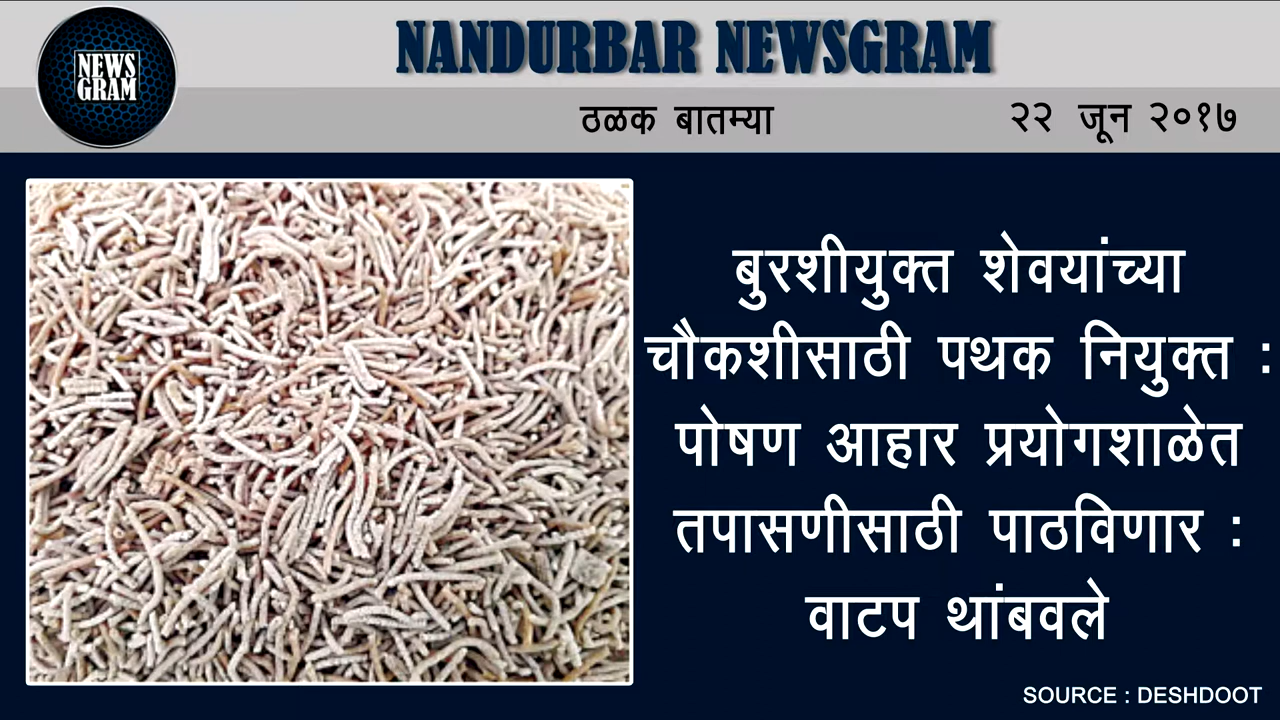 NEWS
GRAM
NANDURBAR NEWSGRAM
ठळक बातम्या
२२ जून २०१७
बुरशीयुक्त शेवयांच्या
चौकशीसाठी पथक नियुक्त :
पोषण आहार प्रयोगशाळेत
तपासणीसाठी पाठविणार :
वाटप थांबवले
SOURCE : DESHDOOT